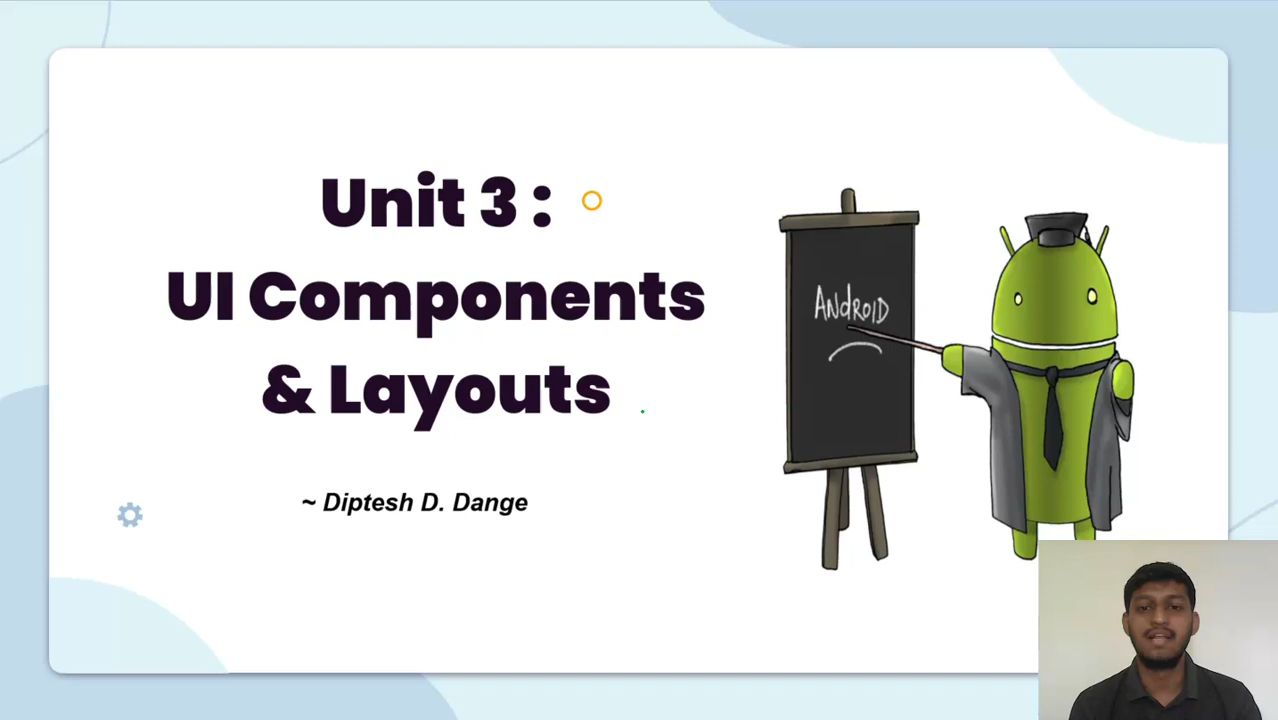 Unit 3 :
UI Components
& Layouts
~ Diptesh D. Dange
ANdROID